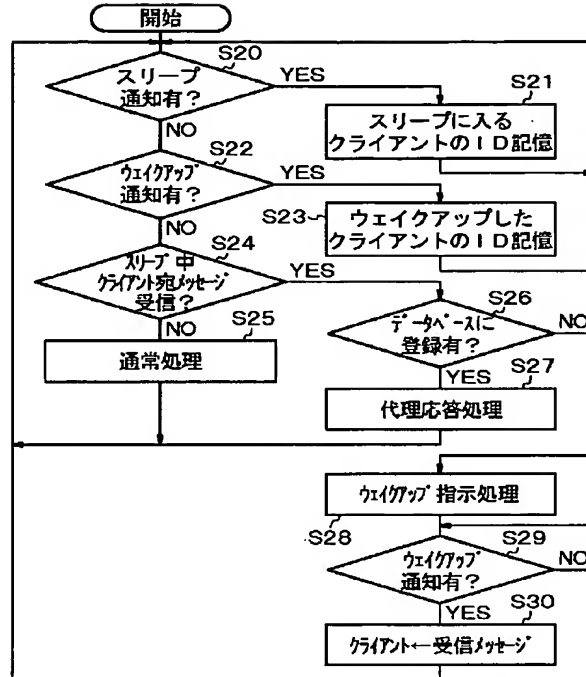 開始
S20
スリープ
通知有?
YES
S21
スリープに入る
クライアントのID記憶
NO
S22
ウェイクアップ
通知有?
YES
S23
ウェイクアップした
クライアントのID記憶
NO
S24
スリープ中
クライアント宛メッセージ
受信?
YES
S26
データベースに
登録有?
NO
NO
S25
通常処理
YES
S27
代理応答処理
ウェイクアップ指示処理
S28
S29
ウェイクアップ
通知有?
NO
YES
S30
クライアント←受信メッセージ